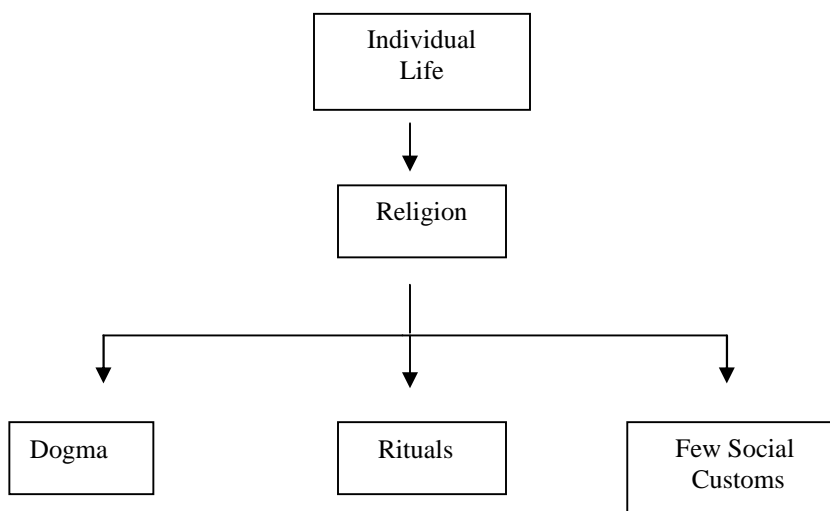 Individual
Life
Religion
Dogma
Rituals
Few Social
Customs